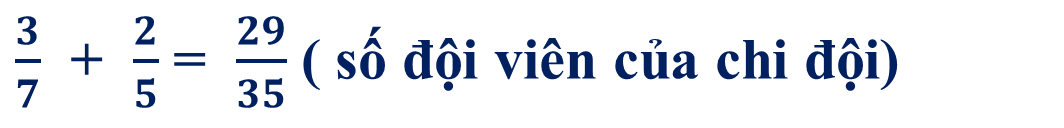 3/7 + 2/5 = 29/35 ( số đội viên của chi đội)